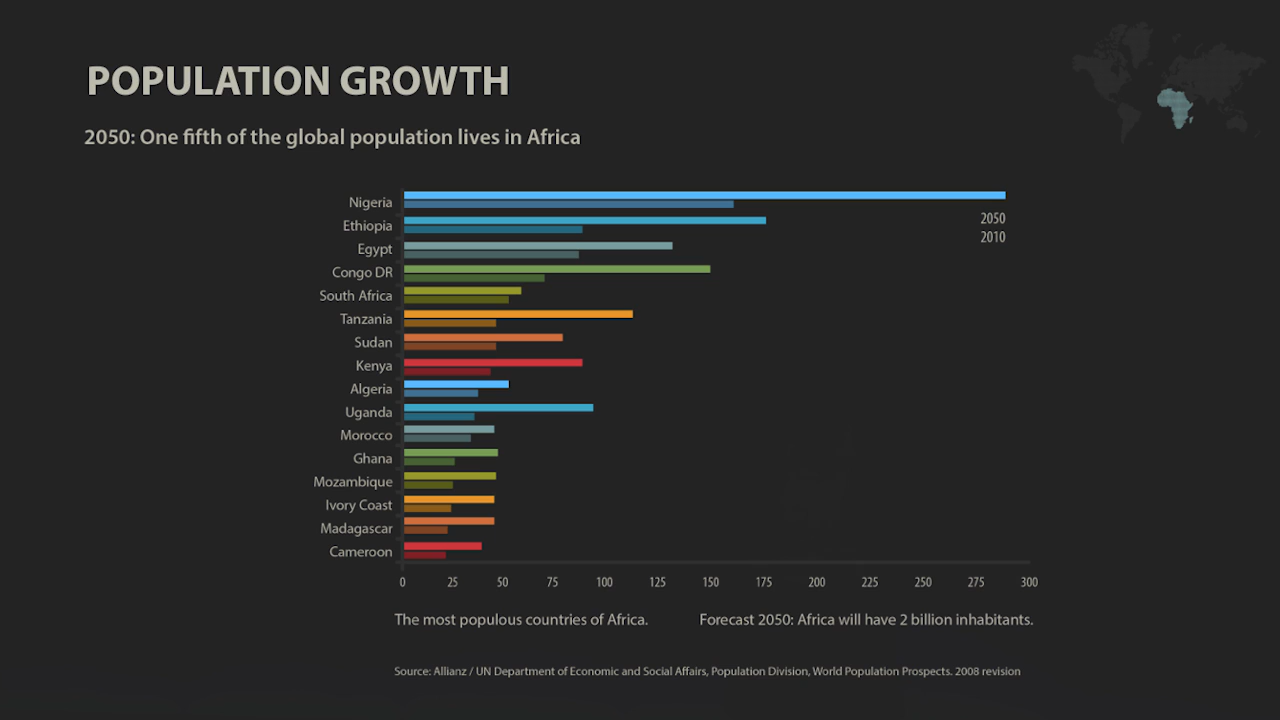 POPULATION GROWTH
2050: One fifth of the global population lives in Africa
Nigeria
2050
Ethiopia
2010
Egypt
Congo DR
South Africa
Tanzania
Sudan
Kenya
Algeria
Uganda
Morocco
Ghana
Mozambique
Ivory Coast
Madagascar
Cameroon
0 25 50 75 100 125 150 175 200 225 250 275 300
The most populous countries of Africa. Forecast 2050: Africa will have 2 billion inhabitants.
Source: Allianz / UN Department of Economic and Social Affairs, Population Division, World Population Prospects. 2008 revision